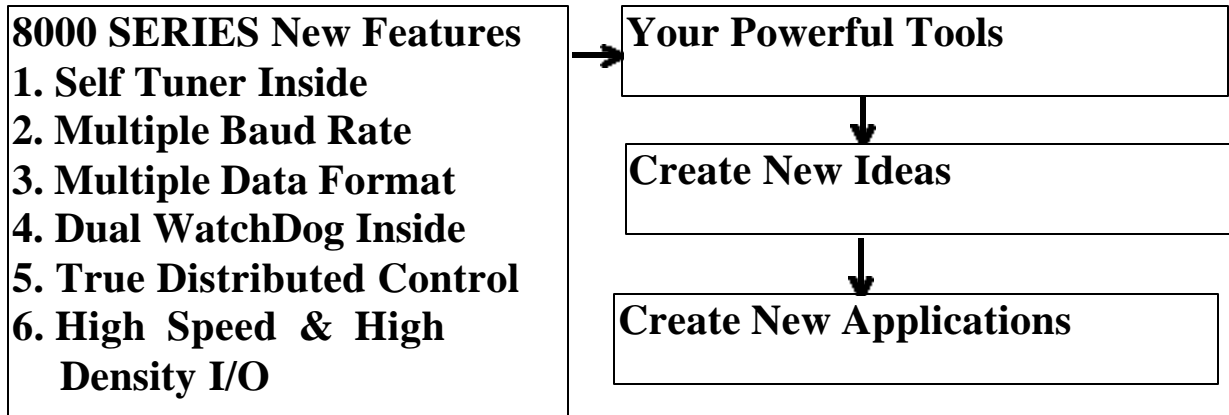 8000 SERIES New Features
1. Self Tuner Inside
2. Multiple Baud Rate
3. Multiple Data Format
4. Dual WatchDog Inside
5. True Distributed Control
6. High Speed & High
Density I/O
Your Powerful Tools
Create New Ideas
Create New Applications